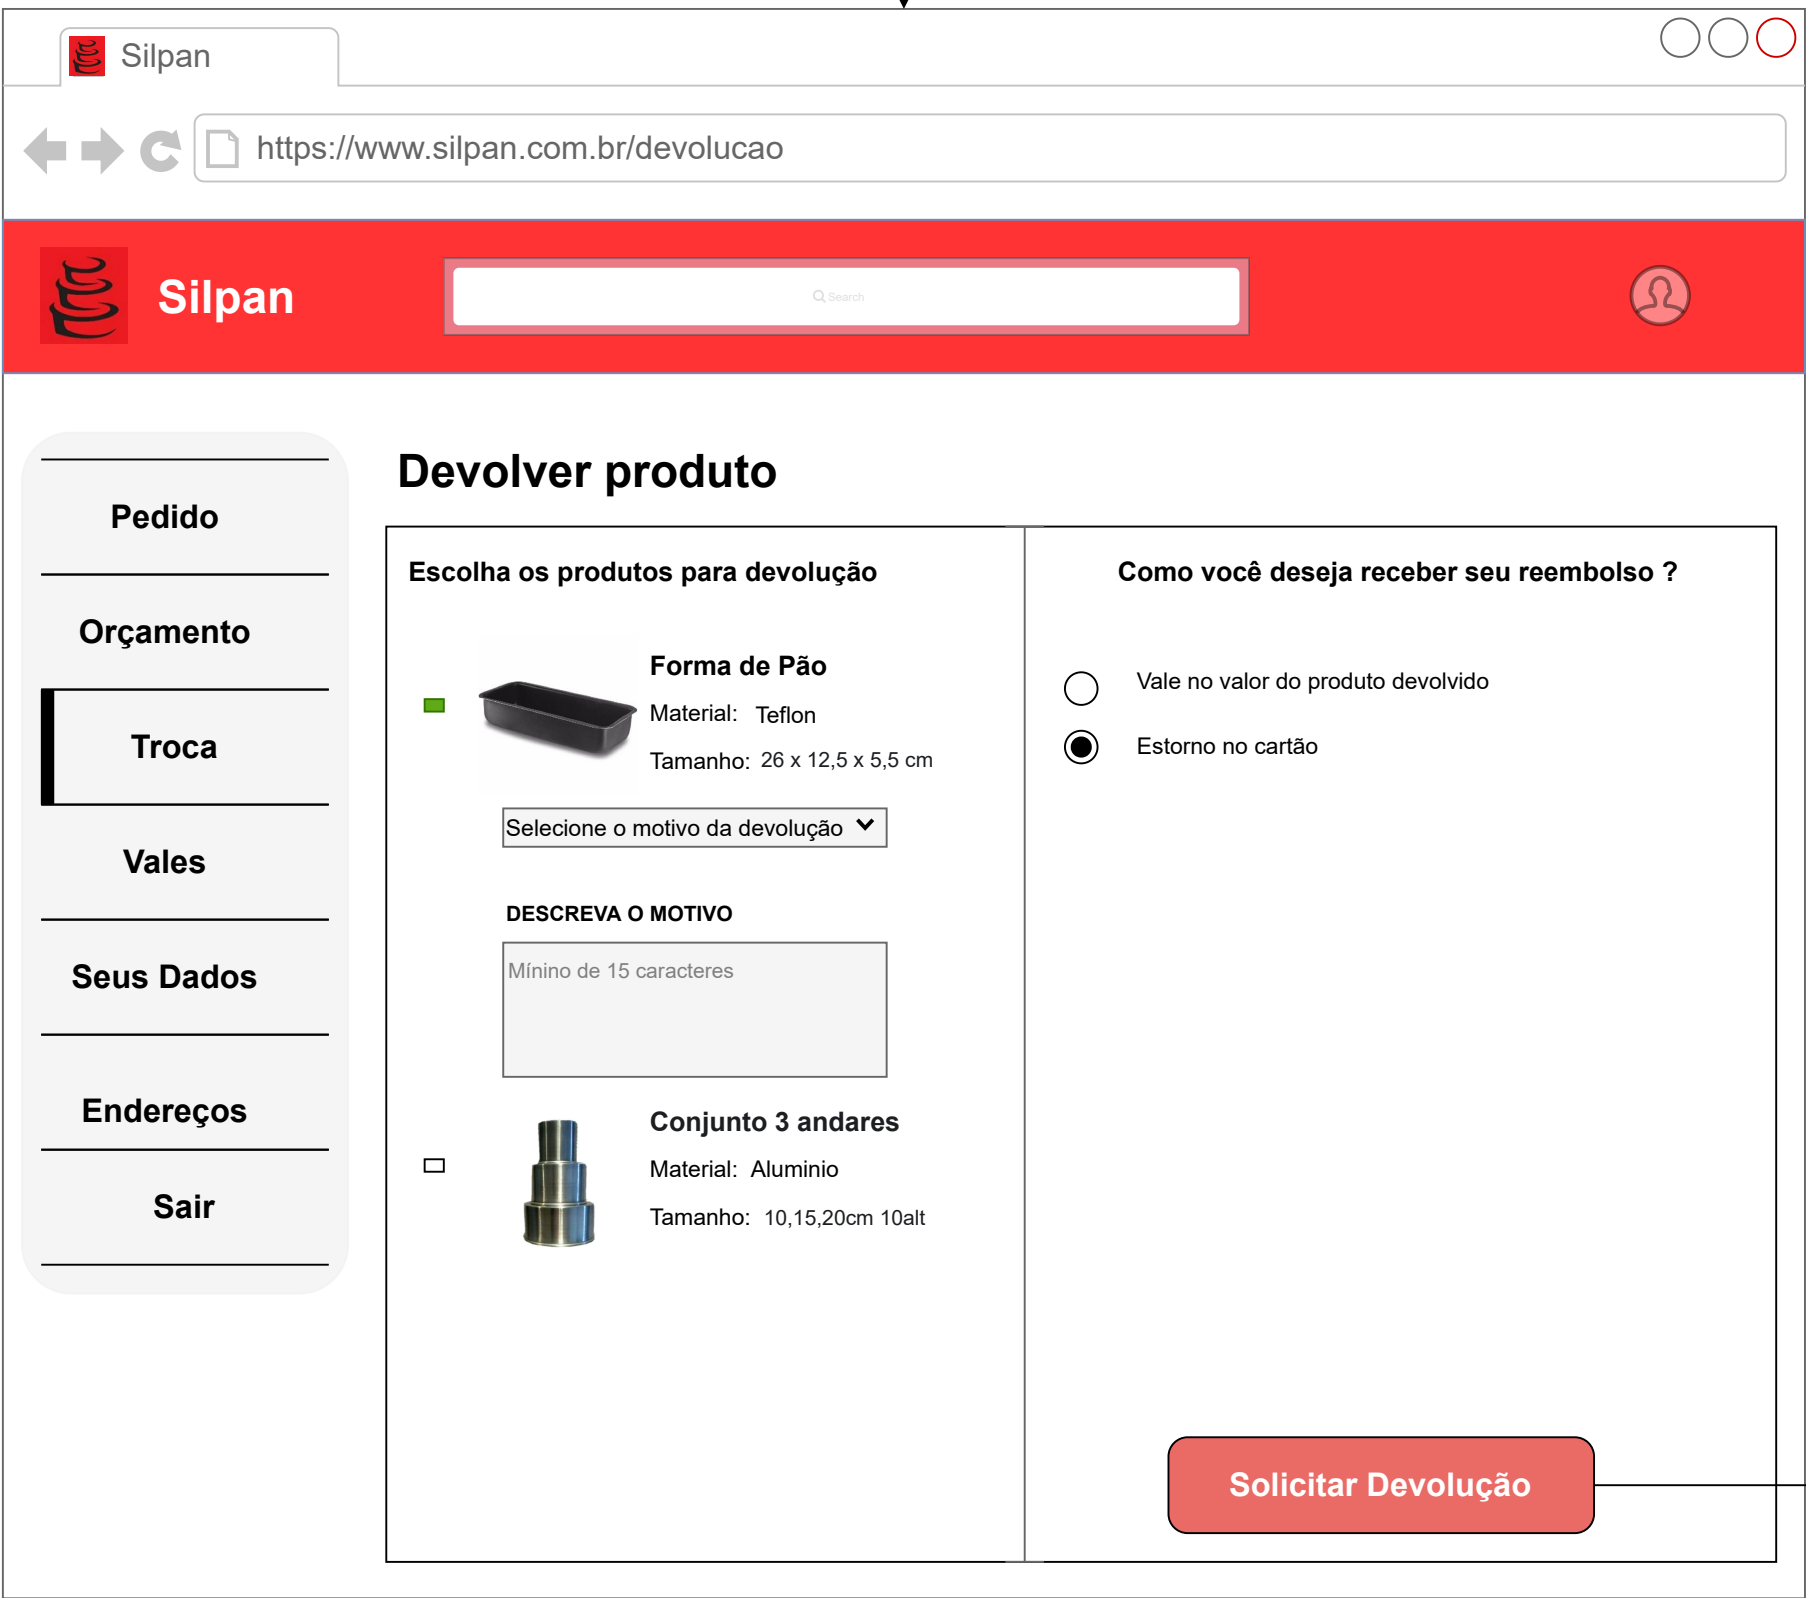 Silpan
https://www.silpan.com.br/devolucao
Silpan
Search
Pedido
Orçamento
Troca
Vales
Seus Dados
Endereços
Sair
Devolver produto
Escolha os produtos para devolução
Forma de Pão
Material: Teflon
Tamanho: 26 x 12,5 x 5,5 cm
Selecione o motivo da devolução
DESCREVA O MOTIVO
Mínino de 15 caracteres
Conjunto 3 andares
Material: Aluminio
Tamanho: 10,15,20cm 10alt
Como você deseja receber seu reembolso ?
Vale no valor do produto devolvido
Estorno no cartão
Solicitar Devolução